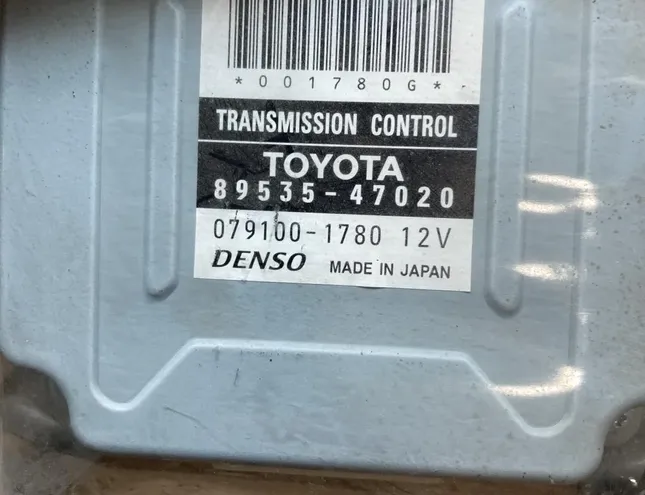 *001780G*
TRANSMISSION CONTROL
TOYOTA
89535-47020
079100-1780 12V
DENSO MADE IN JAPAN